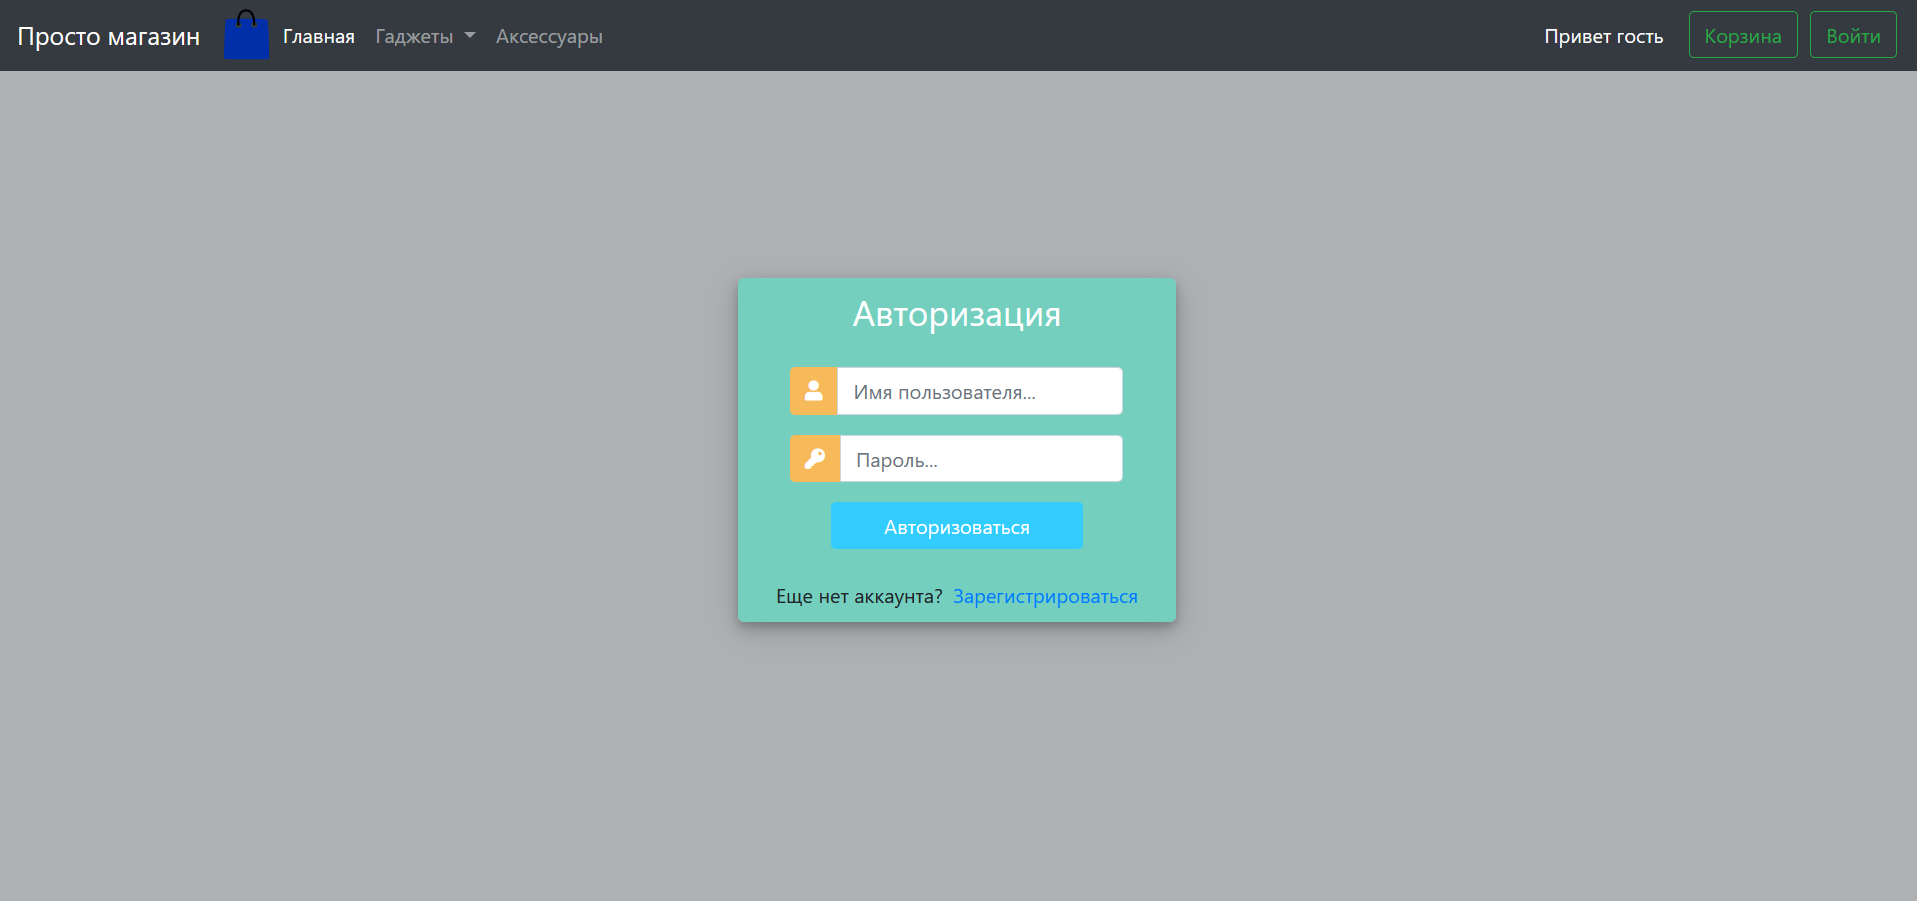 Просто магазин Главная Гаджеты Аксессуары Привет гость Корзина Войти
Авторизация
Имя пользователя...
Пароль...
Авторизоваться
Еще нет аккаунта? Зарегистрироваться